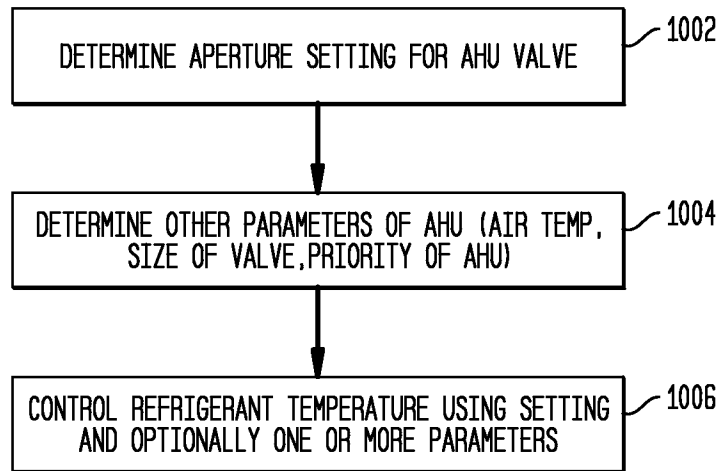 DETERMINE APERTURE SETTING FOR AHU VALVE
1002
DETERMINE OTHER PARAMETERS OF AHU (AIR TEMP,
SIZE OF VALVE,PRIORITY OF AHU)
1004
CONTROL REFRIGERANT TEMPERATURE USING SETTING
AND OPTIONALLY ONE OR MORE PARAMETERS
1006